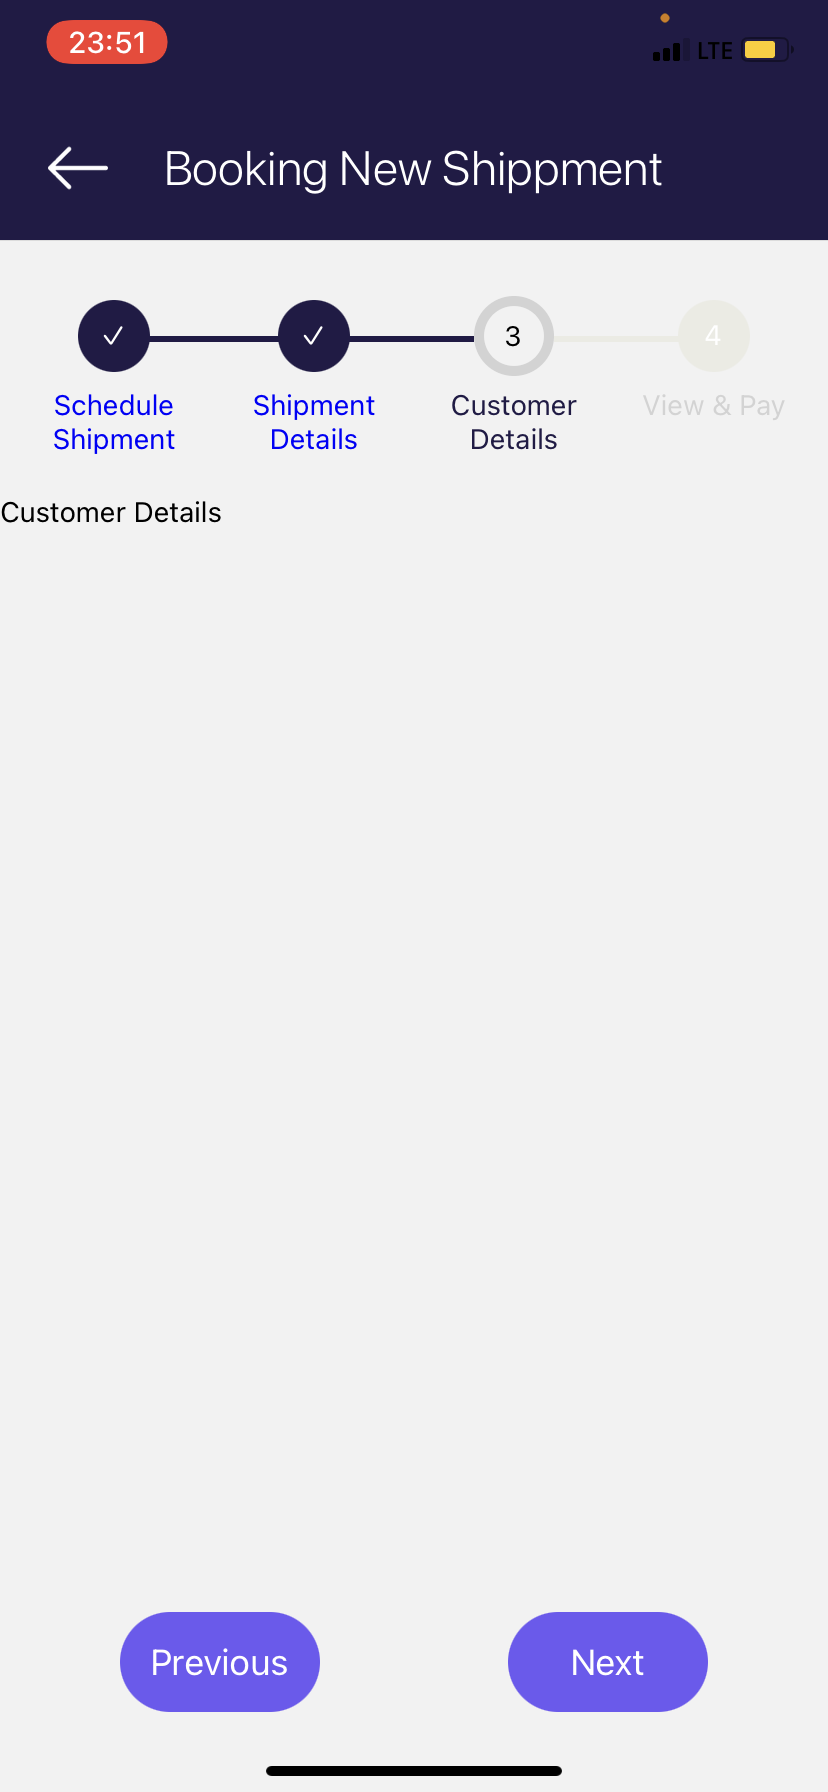 23:51
LTE
Booking New Shippment
3
4
Schedule
Shipment
Shipment
Details
Customer
Details
View & Pay
Customer Details
Previous
Next